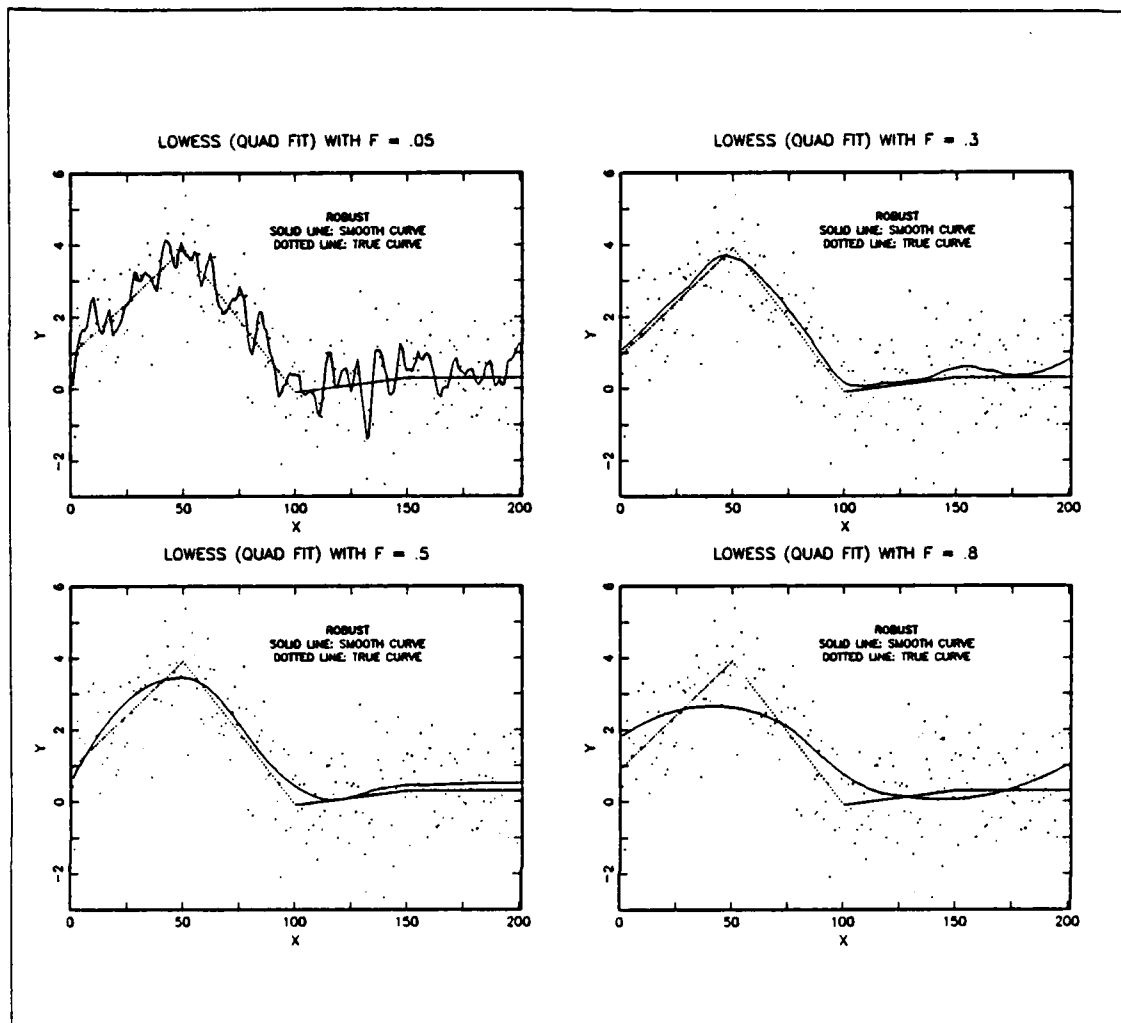 LOWESS (QUAD FIT) WITH F = .05
6
4
2
0
-2
Y
ROBUST
SOLID LINE: SMOOTH CURVE
DOTTED LINE: TRUE CURVE
0
50
100
150
200
X
LOWESS (QUAD FIT) WITH F = .3
6
4
2
0
-2
Y
ROBUST
SOLID LINE: SMOOTH CURVE
DOTTED LINE: TRUE CURVE
0
50
100
150
200
X
LOWESS (QUAD FIT) WITH F = .5
6
4
2
0
-2
Y
ROBUST
SOLID LINE: SMOOTH CURVE
DOTTED LINE: TRUE CURVE
0
50
100
150
200
X
LOWESS (QUAD FIT) WITH F = .8
6
4
2
0
-2
Y
ROBUST
SOLID LINE: SMOOTH CURVE
DOTTED LINE: TRUE CURVE
0
50
100
150
200
X